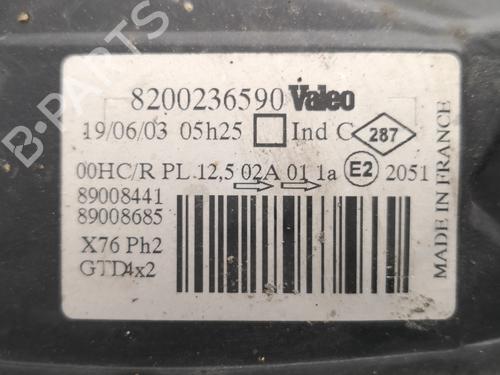 8200236590 Valeo
19/06/03 05h25 Ind C 287
00HC/R PL 12,5 02A 01 1a E2 2051
89008441
89008685
X76 Ph2
GTD4x2
MADE IN FRANCE
B-PARTS